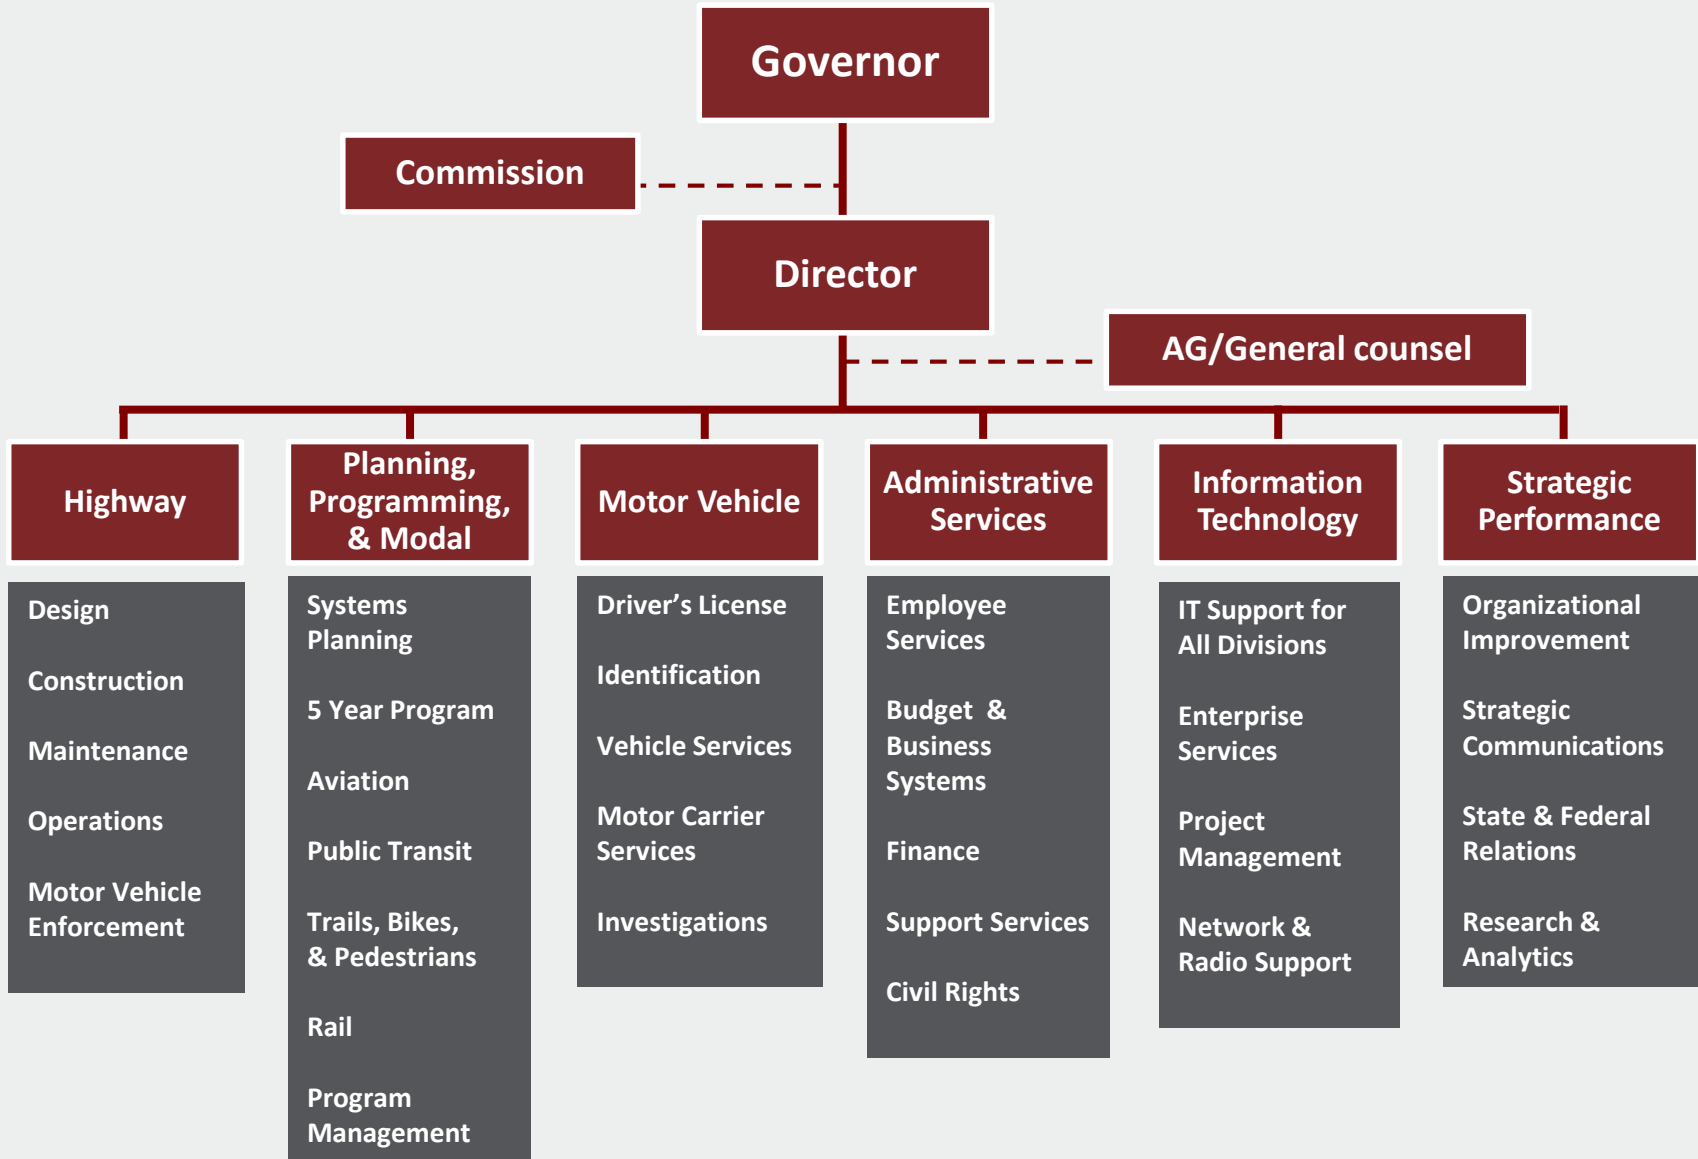 Governor
Commission
Director
AG/General counsel
Highway
Planning,
Programming,
& Modal
Motor Vehicle
Administrative
Services
Information
Technology
Strategic
Performance
Design
Construction
Maintenance
Operations
Motor Vehicle
Enforcement
Systems
Planning
5 Year Program
Aviation
Public Transit
Trails, Bikes,
& Pedestrians
Rail
Program
Management
Driver’s License
Identification
Vehicle Services
Motor Carrier
Services
Investigations
Employee
Services
Budget &
Business
Systems
Finance
Support Services
Civil Rights
IT Support for
All Divisions
Enterprise
Services
Project
Management
Network &
Radio Support
Organizational
Improvement
Strategic
Communications
State & Federal
Relations
Research &
Analytics